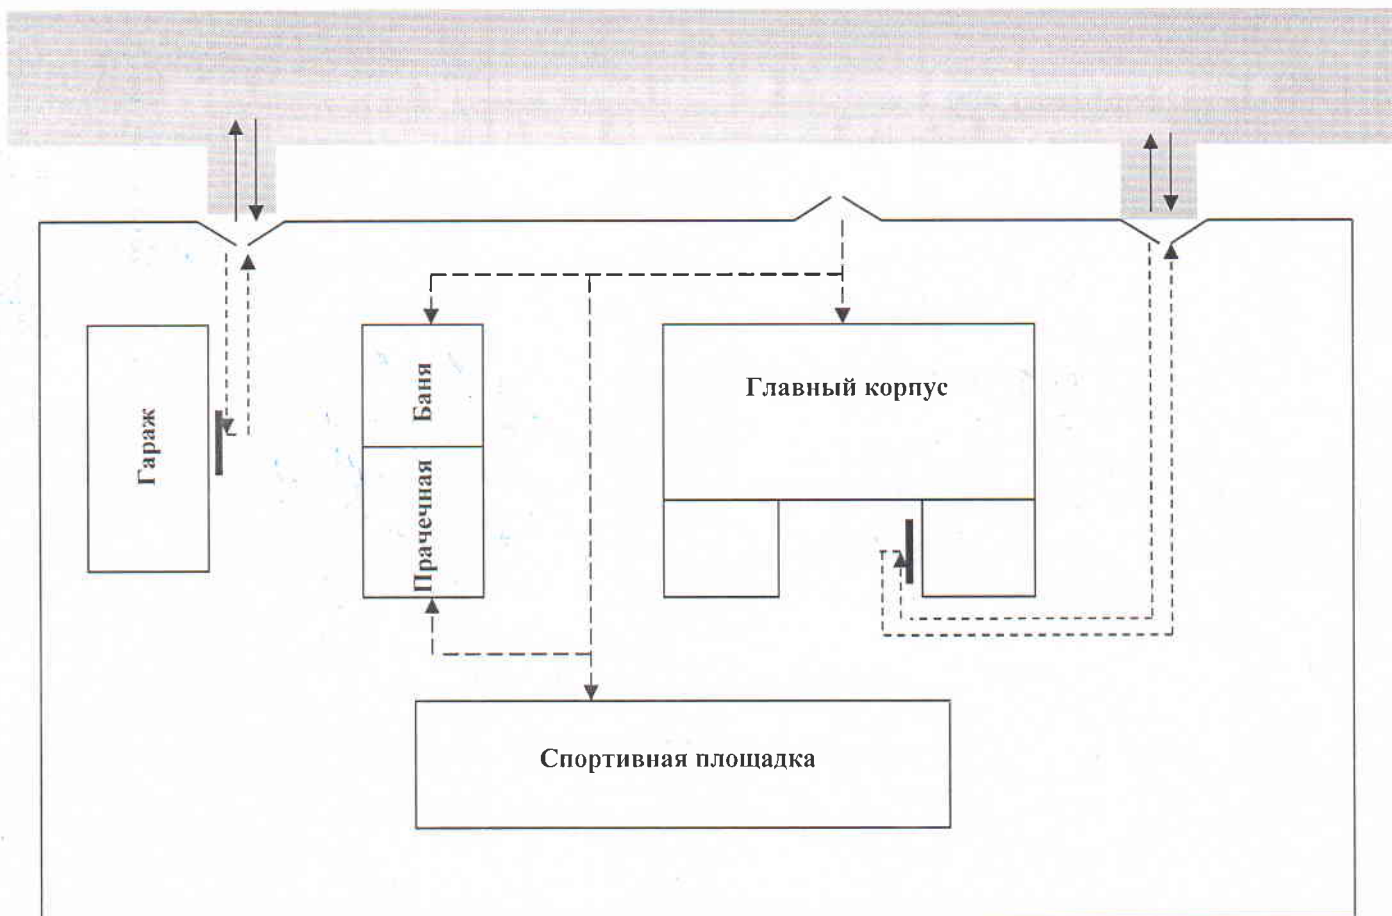 Гараж
Баня
Прачечная
Главный корпус
Спортивная площадка